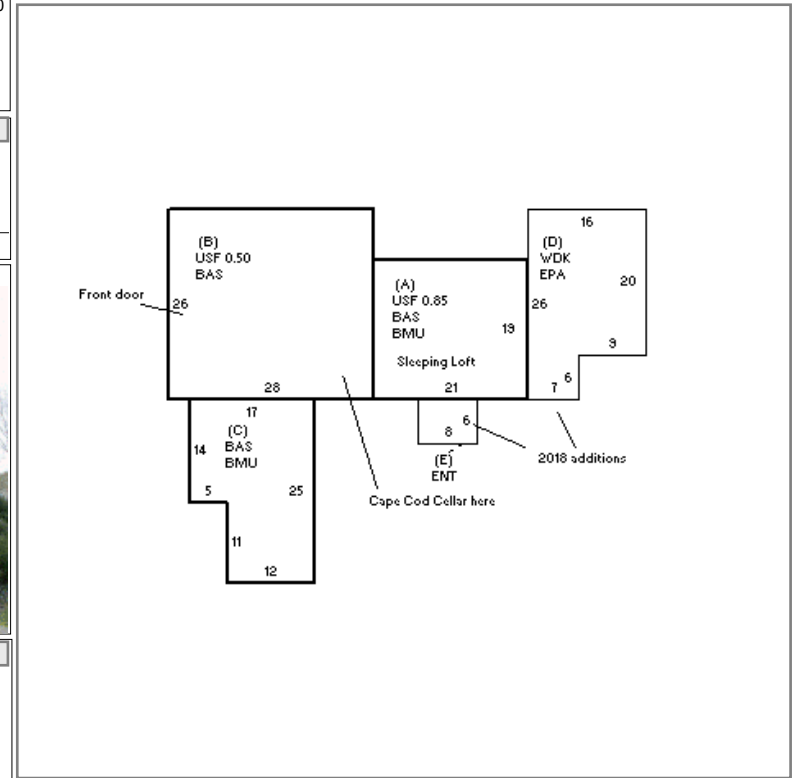 16
(B)
USF 0.50
BAS
(D)
WDK
EPA
20
(A)
USF 0.85
BAS
BMU
Front door
26
26
19
9
Sleeping Loft
28
21
7
6
17
(C)
BAS
BMU
14
6
8
2018 additions
(E)
ENT
5
25
Cape Cod Cellar here
11
12